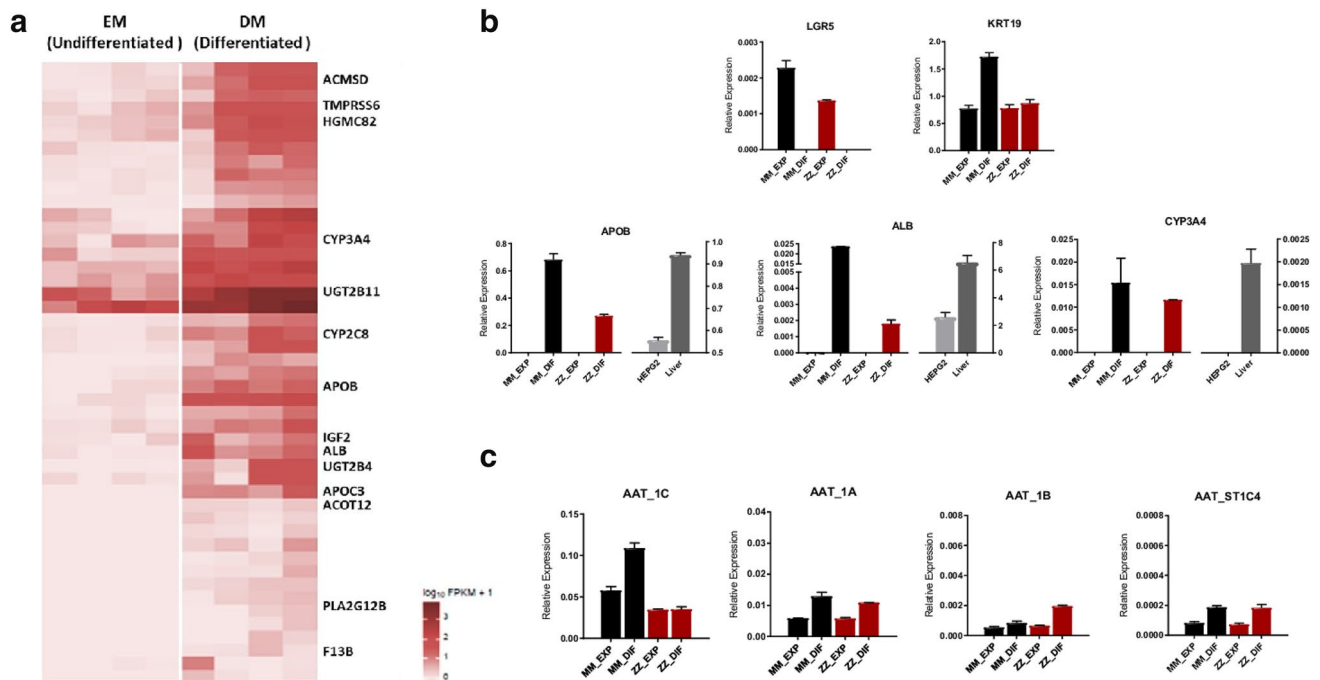 a
EM
(Undifferentiated )
DM
(Differentiated)
ACMSD
TMPRSS6
HGMC82
CYP3A4
UGT2B11
CYP2C8
APOB
IGF2
ALB
UGT2B4
APOC3
ACOT12
PLA2G12B
F13B
log10 FPKM + 1
3
2
1
0
b
LGR5
Relative Expression
0.003
0.002
0.001
0.000
MM_EXP
MM_DIF
ZZ_EXP
ZZ_DIF
KRT19
Relative Expression
2.0
1.5
1.0
0.5
0.0
MM_EXP
MM_DIF
ZZ_EXP
ZZ_DIF
APOB
Relative Expression
0.8
0.6
0.4
0.2
0.0
MM_EXP
MM_DIF
ZZ_EXP
ZZ_DIF
1.0
0.9
0.8
0.7
0.6
0.5
HEPG2
Liver
ALB
Relative Expression
0.025
0.020
0.015
0.010
0.005
0.003
0.002
0.001
0.000
MM_EXP
MM_DIF
ZZ_EXP
ZZ_DIF
8
6
4
2
0
HEPG2
Liver
CYP3A4
Relative Expression
0.025
0.020
0.015
0.010
0.005
0.000
MM_EXP
MM_DIF
ZZ_EXP
ZZ_DIF
0.0025
0.0020
0.0015
0.0010
0.0005
0.0000
HEPG2
Liver
c
AAT_1C
Relative Expression
0.15
0.10
0.05
0.00
MM_EXP
MM_DIF
ZZ_EXP
ZZ_DIF
AAT_1A
Relative Expression
0.04
0.03
0.02
0.01
0.00
MM_EXP
MM_DIF
ZZ_EXP
ZZ_DIF
AAT_1B
Relative Expression
0.008
0.006
0.004
0.002
0.000
MM_EXP
MM_DIF
ZZ_EXP
ZZ_DIF
AAT_ST1C4
Relative Expression
0.0008
0.0006
0.0004
0.0002
0.0000
MM_EXP
MM_DIF
ZZ_EXP
ZZ_DIF